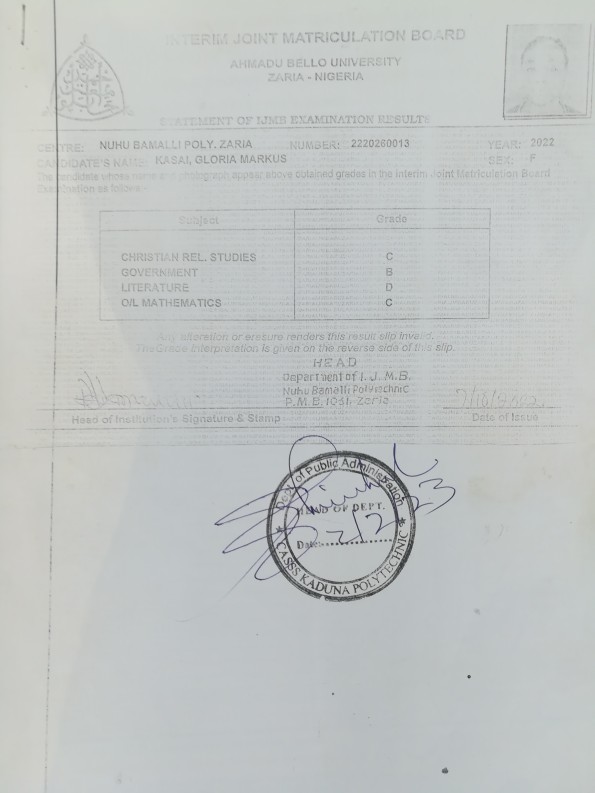 INTERIM JOINT MATRICULATION BOARD
AHMADU BELLO UNIVERSITY
ZARIA - NIGERIA
STATEMENT OF IJMB EXAMINATION RESULTS
CENTRE: NUHU BAMALLI POLY. ZARIA NUMBER: 2220260013 YEAR: 2022
CANDIDATE'S NAME: KASAI, GLORIA MARKUS SEX: F
The candidate whose name and photograph appear above obtained grades in the Interim Joint Matriculation Board
Examination as follows:-
Subject Grade
CHRISTIAN REL. STUDIES C
GOVERNMENT B
LITERATURE D
O/L MATHEMATICS C
Any alteration or erasure renders this result slip invalid.
The Grade Interpretation is given on the reverse side of this slip.
HEAD
Department of I. J. M.B.
Nuhu Bamalli Polytechnic
P.M.B. 1061, Zaria
Head of Institution's Signature & Stamp Date of Issue
Dept. of Public Administration
HEAD OF DEPT.
Date:
CASSS KADUNA POLYTECHNIC